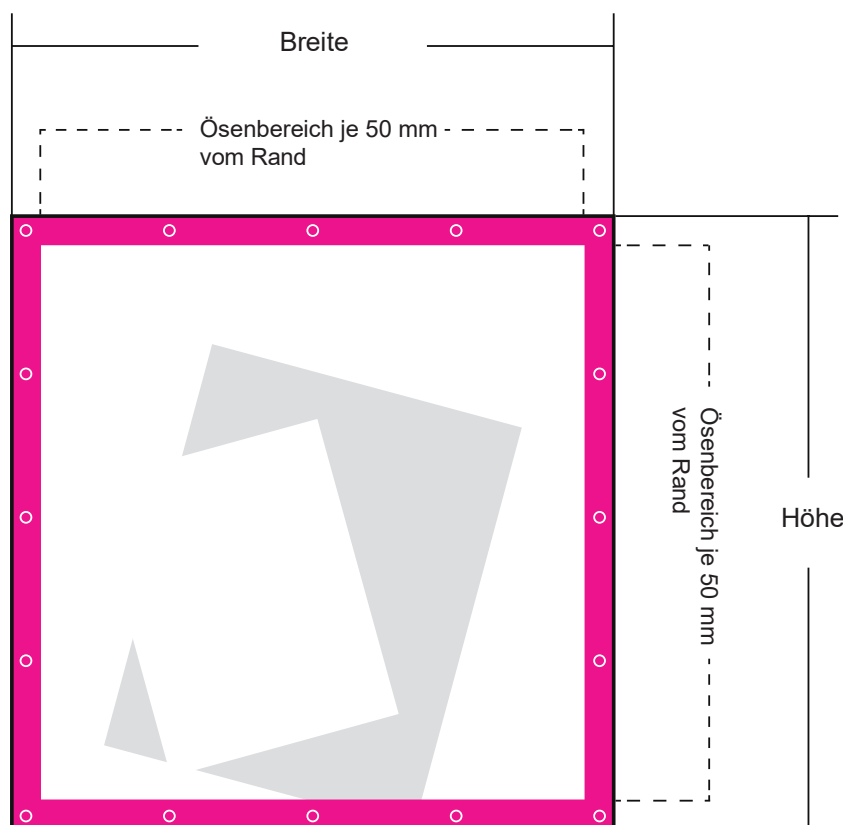 Breite
Ösenbereich je 50 mm
vom Rand
Ösenbereich je 50 mm
vom Rand
Höhe